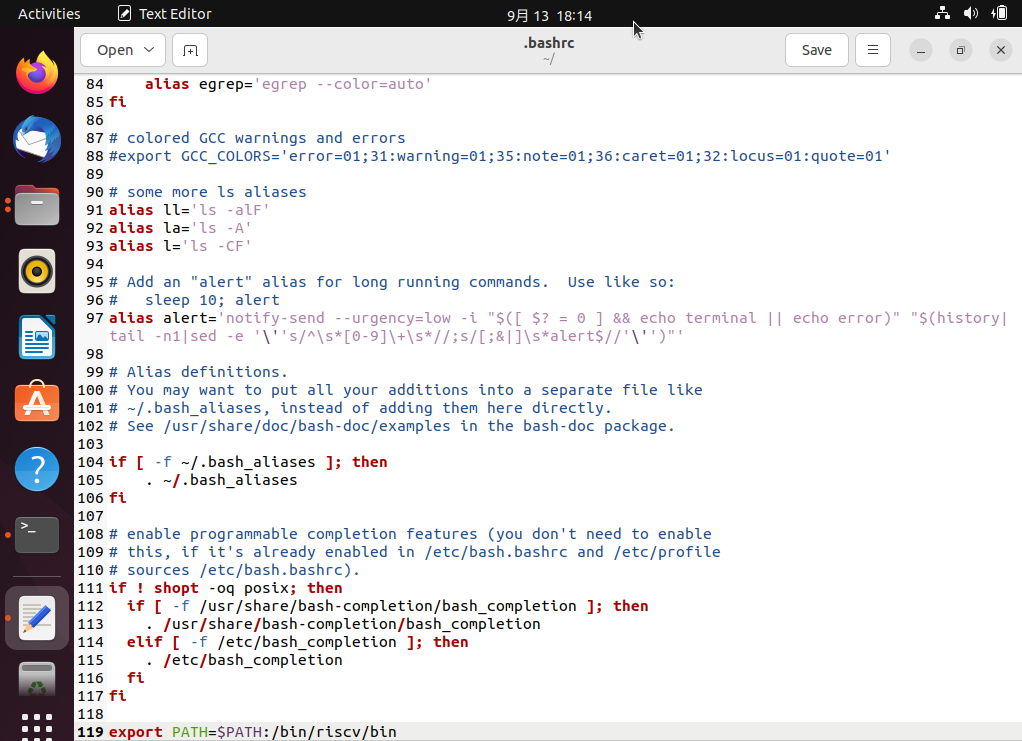 Activities
Text Editor
9月 13 18:14
Open
.bashrc
~/
Save
84     alias egrep='egrep --color=auto'
85 fi
86
87 # colored GCC warnings and errors
88 #export GCC_COLORS='error=01;31:warning=01;35:note=01;36:caret=01;32:locus=01:quote=01'
89
90 # some more ls aliases
91 alias ll='ls -alF'
92 alias la='ls -A'
93 alias l='ls -CF'
94
95 # Add an "alert" alias for long running commands.  Use like so:
96 #   sleep 10; alert
97 alias alert='notify-send --urgency=low -i "$([ $? = 0 ] && echo terminal || echo error)" "$(history|
tail -n1|sed -e '\''s/^\s*[0-9]\+\s*//;s/[;&|]\s*alert$//'\'')"'
98
99 # Alias definitions.
100 # You may want to put all your additions into a separate file like
101 # ~/.bash_aliases, instead of adding them here directly.
102 # See /usr/share/doc/bash-doc/examples in the bash-doc package.
103
104 if [ -f ~/.bash_aliases ]; then
105     . ~/.bash_aliases
106 fi
107
108 # enable programmable completion features (you don't need to enable
109 # this, if it's already enabled in /etc/bash.bashrc and /etc/profile
110 # sources /etc/bash.bashrc).
111 if ! shopt -oq posix; then
112   if [ -f /usr/share/bash-completion/bash_completion ]; then
113     . /usr/share/bash-completion/bash_completion
114   elif [ -f /etc/bash_completion ]; then
115     . /etc/bash_completion
116   fi
117 fi
118
119 export PATH=$PATH:/bin/riscv/bin